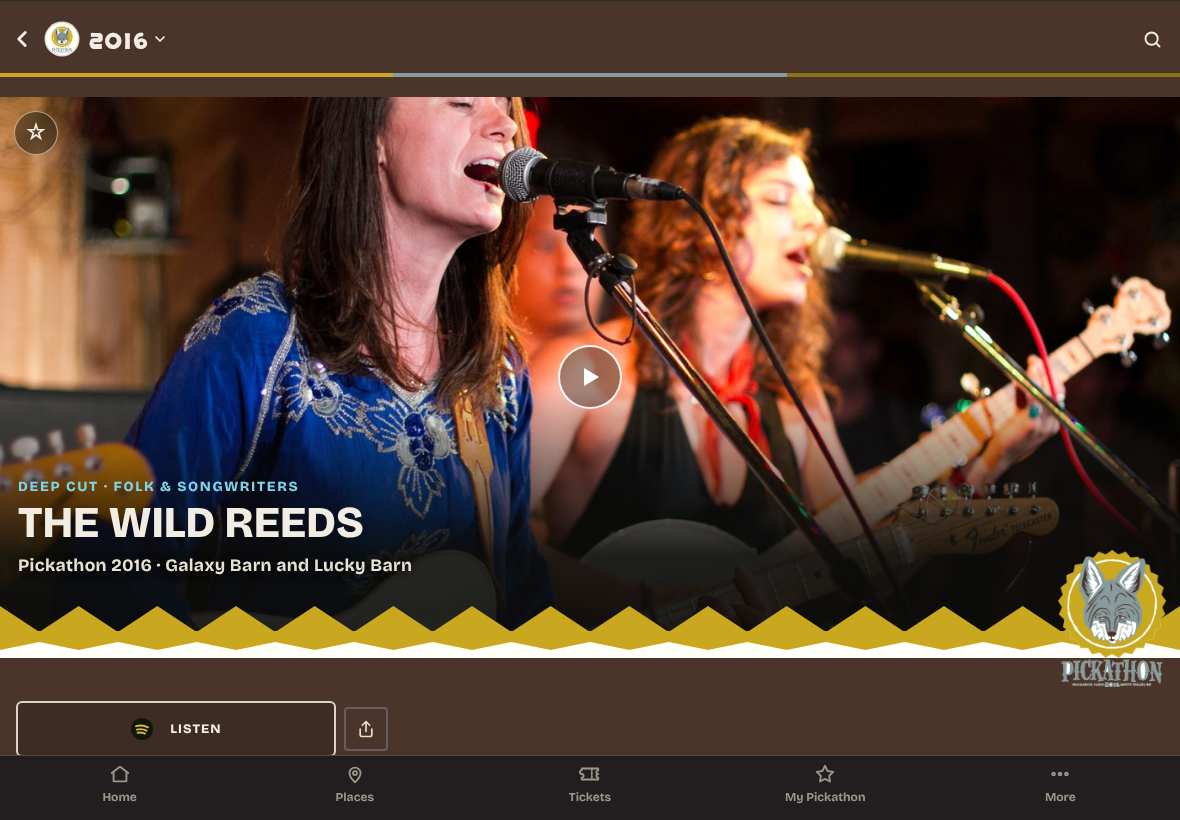 2016
DEEP CUT · FOLK & SONGWRITERS
THE WILD REEDS
Pickathon 2016 · Galaxy Barn and Lucky Barn
Fender
PICKATHON
LISTEN
Home
Places
Tickets
My Pickathon
More